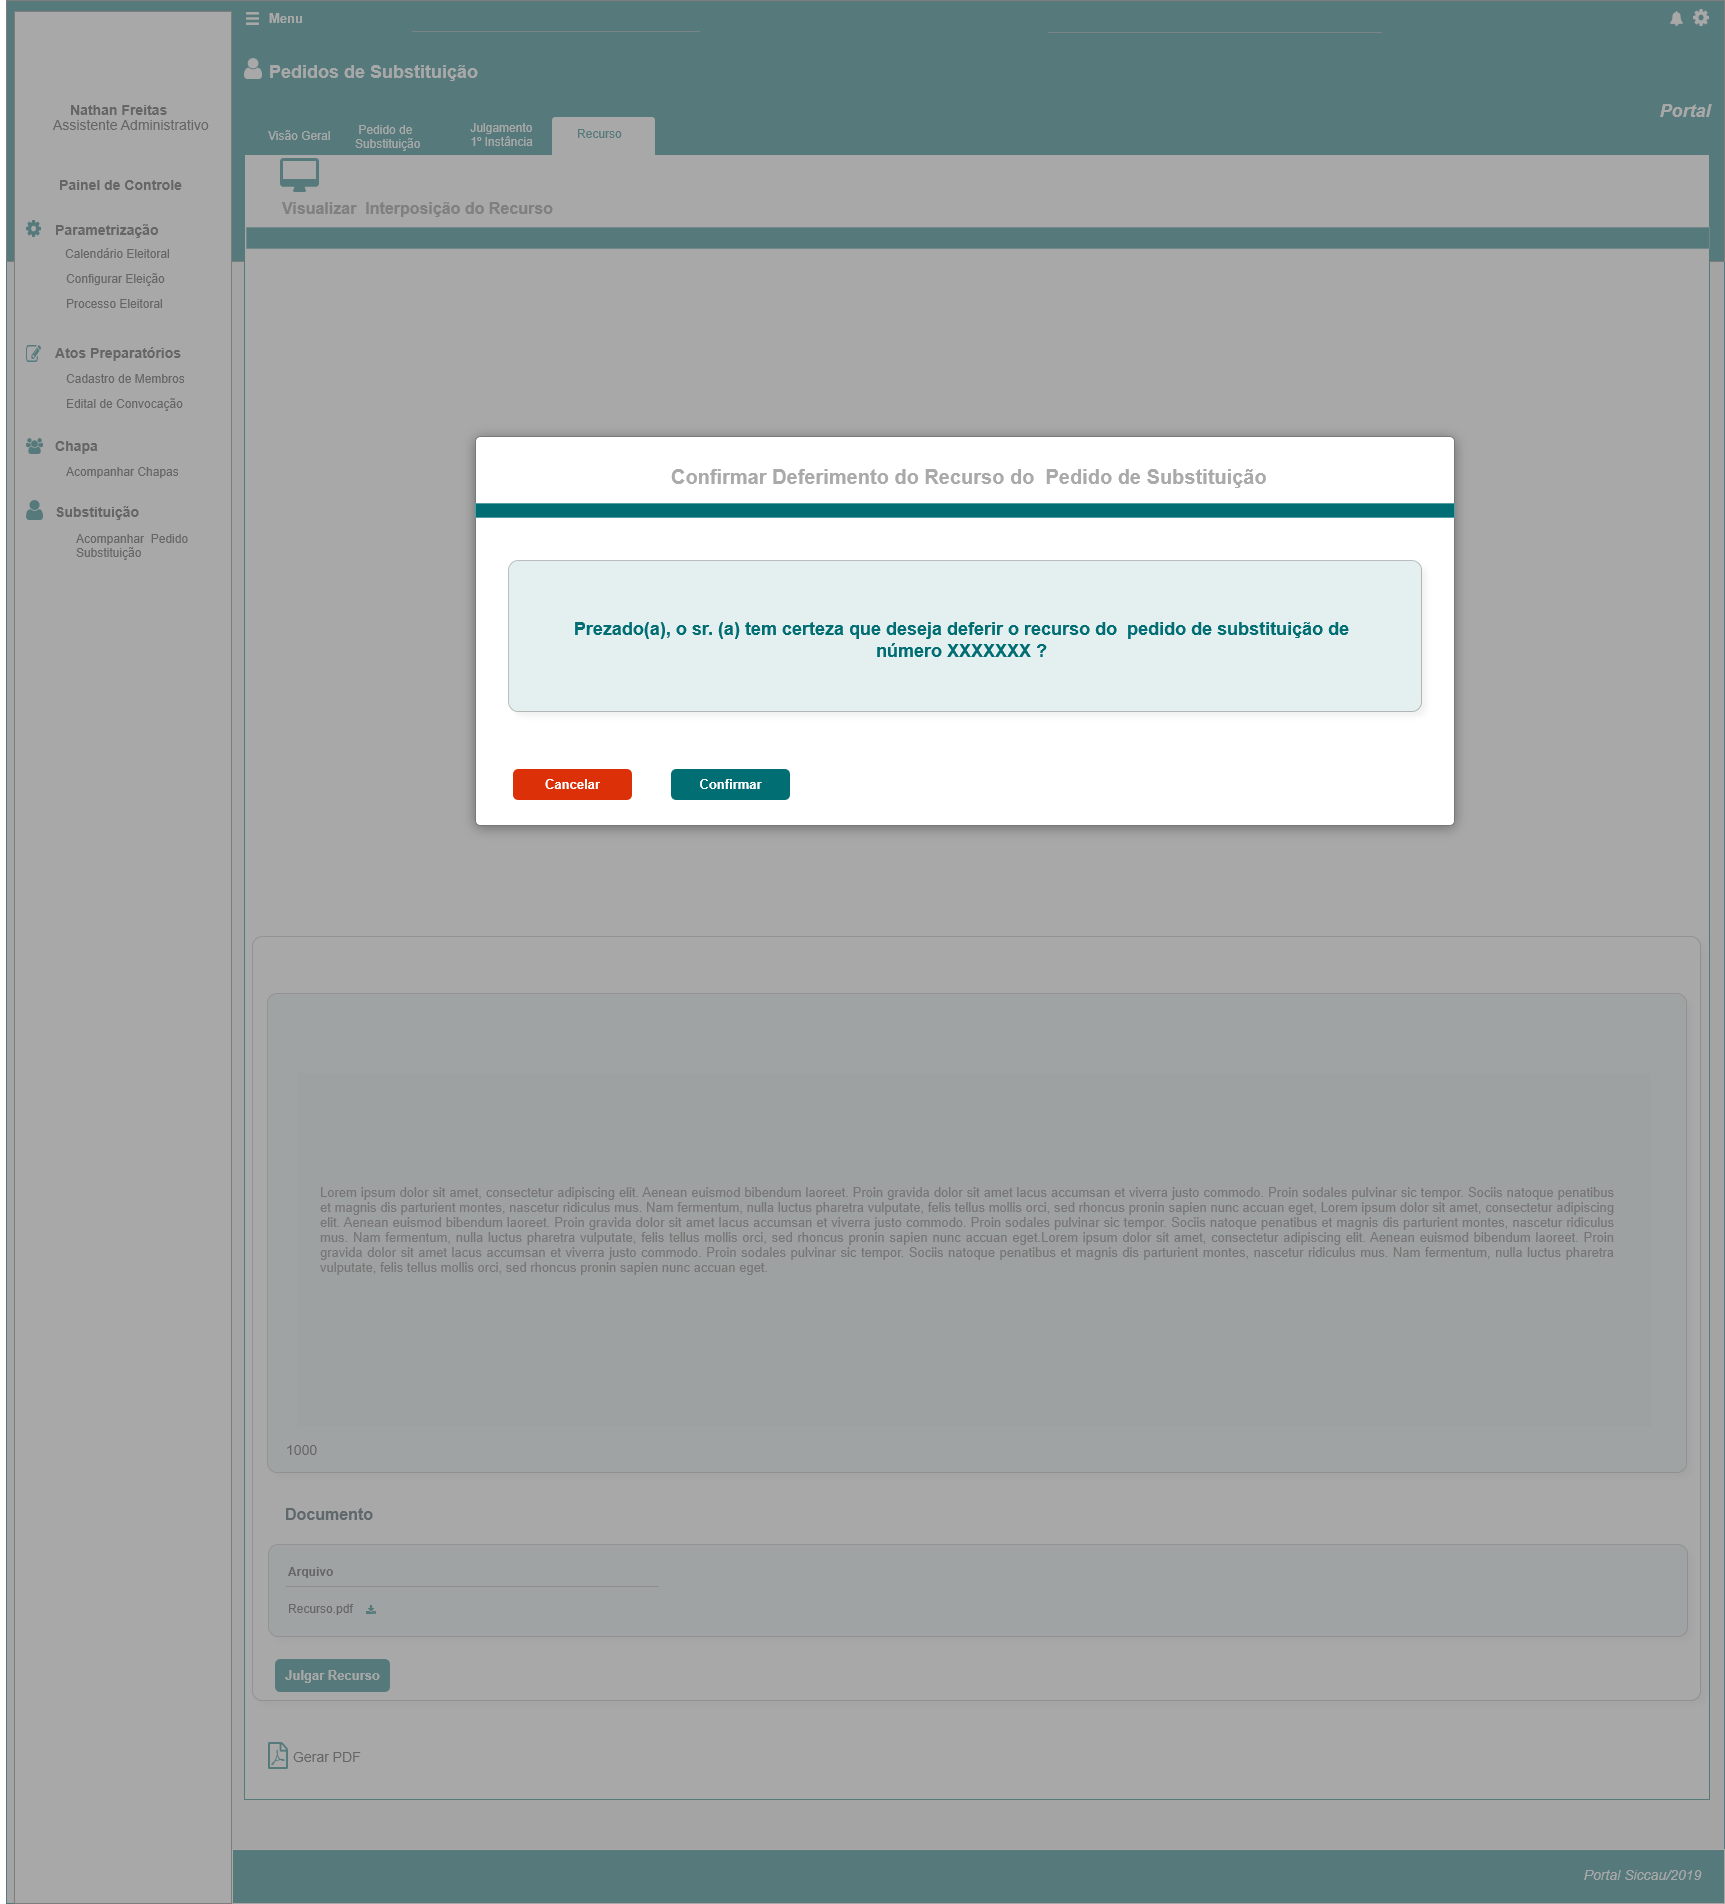 Menu
Pedidos de Substituição
Portal
Nathan Freitas
Assistente Administrativo
Painel de Controle
Parametrização
Calendário Eleitoral
Configurar Eleição
Processo Eleitoral
Atos Preparatórios
Cadastro de Membros
Edital de Convocação
Chapa
Acompanhar Chapas
Substituição
Acompanhar Pedido
Substituição
Visão Geral
Pedido de
Substituição
Julgamento
1º Instância
Recurso
Visualizar Interposição do Recurso
Confirmar Deferimento do Recurso do Pedido de Substituição
Prezado(a), o sr. (a) tem certeza que deseja deferir o recurso do pedido de substituição de
número XXXXXXX ?
Cancelar
Confirmar
Lorem ipsum dolor sit amet, consectetur adipiscing elit. Aenean euismod bibendum laoreet. Proin gravida dolor sit amet lacus accumsan et viverra justo commodo. Proin sodales pulvinar sic tempor. Sociis natoque penatibus
et magnis dis parturient montes, nascetur ridiculus mus. Nam fermentum, nulla luctus pharetra vulputate, felis tellus mollis orci, sed rhoncus pronin sapien nunc accuan eget, Lorem ipsum dolor sit amet, consectetur adipiscing
elit. Aenean euismod bibendum laoreet. Proin gravida dolor sit amet lacus accumsan et viverra justo commodo. Proin sodales pulvinar sic tempor. Sociis natoque penatibus et magnis dis parturient montes, nascetur ridiculus
mus. Nam fermentum, nulla luctus pharetra vulputate, felis tellus mollis orci, sed rhoncus pronin sapien nunc accuan eget.Lorem ipsum dolor sit amet, consectetur adipiscing elit. Aenean euismod bibendum laoreet. Proin
gravida dolor sit amet lacus accumsan et viverra justo commodo. Proin sodales pulvinar sic tempor. Sociis natoque penatibus et magnis dis parturient montes, nascetur ridiculus mus. Nam fermentum, nulla luctus pharetra
vulputate, felis tellus mollis orci, sed rhoncus pronin sapien nunc accuan eget.
1000
Documento
Arquivo
Recurso.pdf
Julgar Recurso
Gerar PDF
Portal Siccau/2019